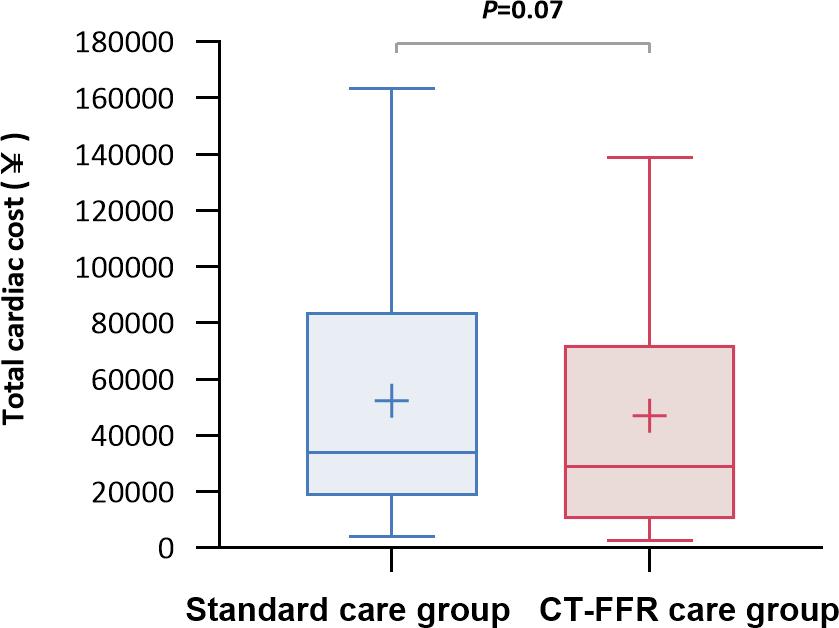 P=0.07
180000
160000
140000
120000
100000
80000
60000
40000
20000
0
Total cardiac cost (¥)
Standard care group
CT-FFR care group